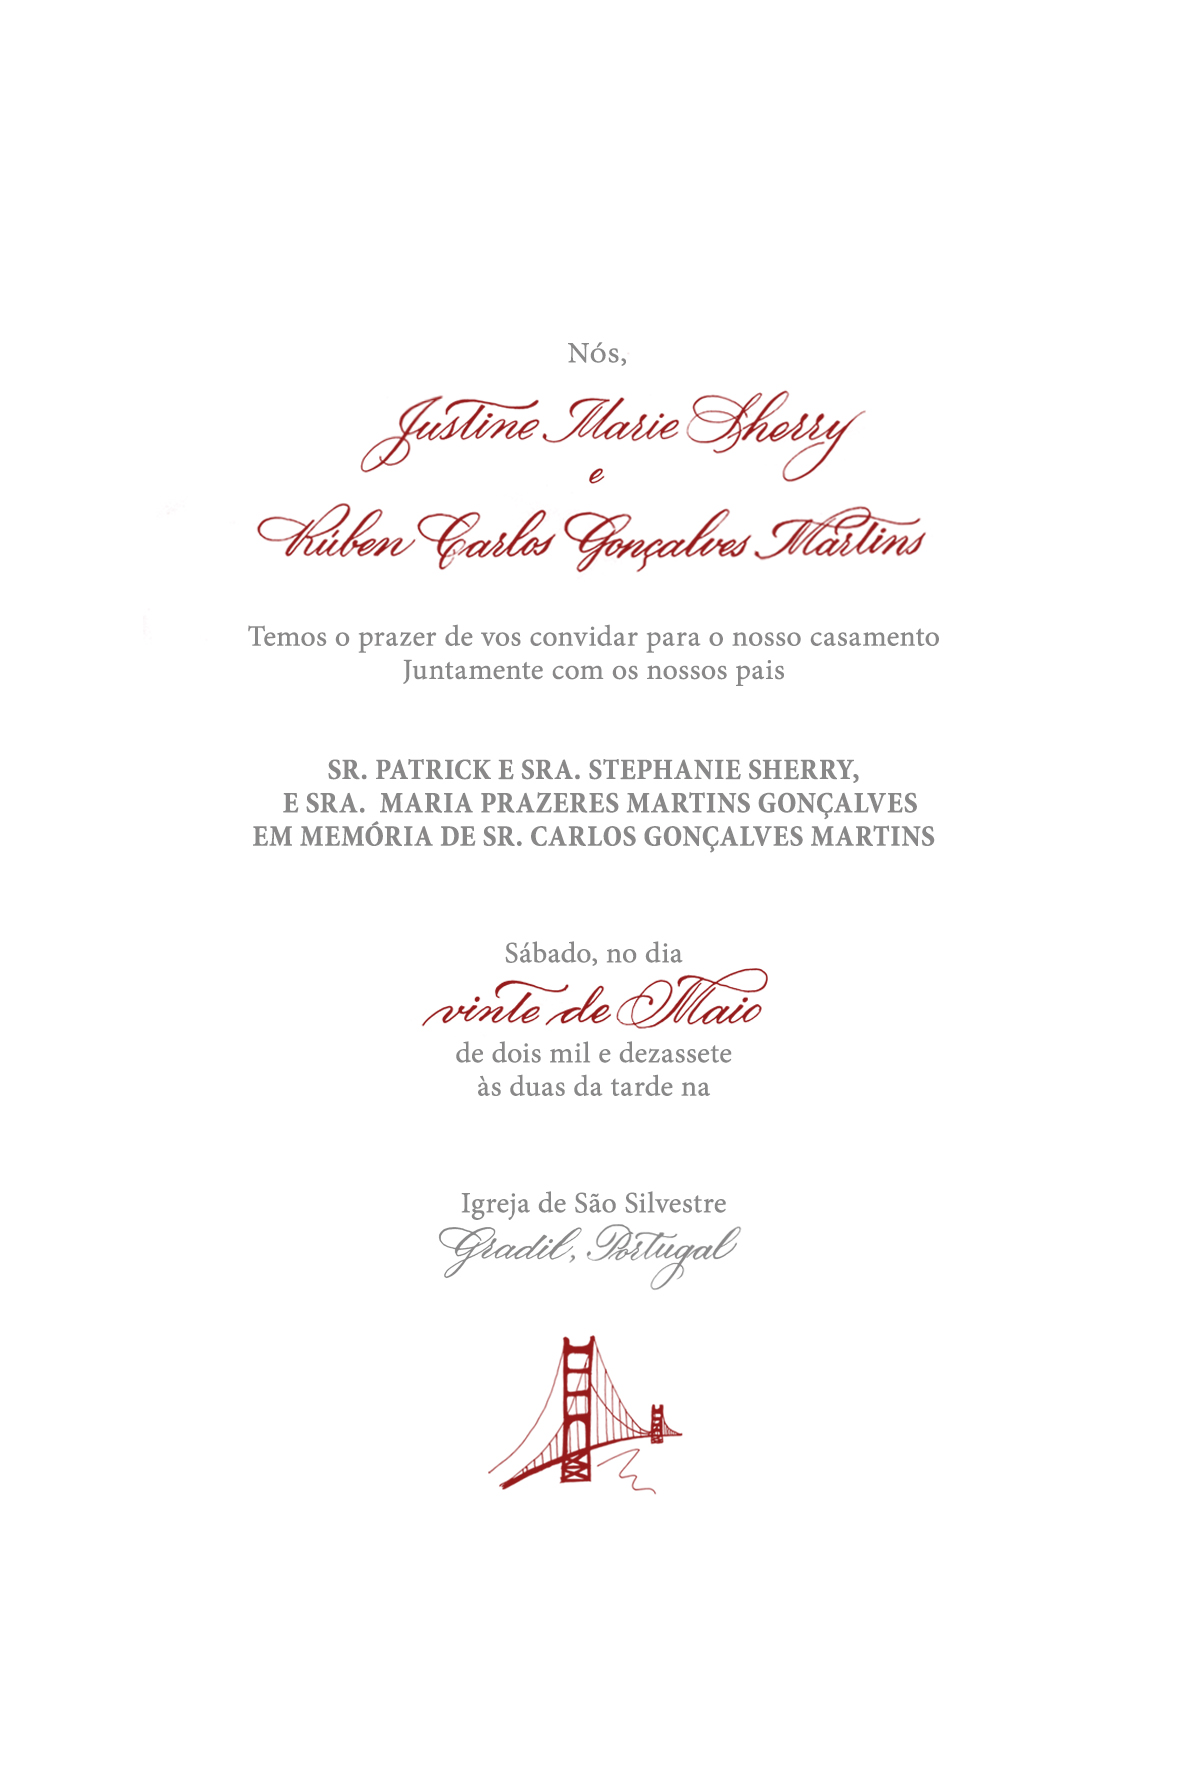 Nós,
Justine Marie Sherry
e
Rúben Carlos Gonçalves Martins
Temos o prazer de vos convidar para o nosso casamento
Juntamente com os nossos pais
SR. PATRICK E SRA. STEPHANIE SHERRY,
E SRA. MARIA PRAZERES MARTINS GONÇALVES
EM MEMÓRIA DE SR. CARLOS GONÇALVES MARTINS
Sábado, no dia
vinte de Maio
de dois mil e dezassete
às duas da tarde na
Igreja de São Silvestre
Gradil, Portugal